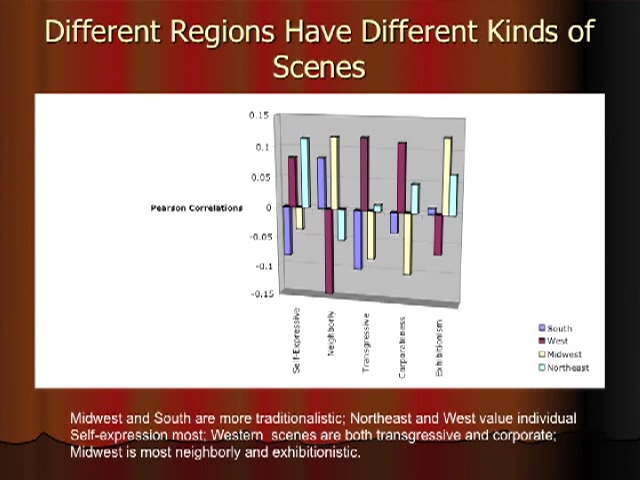 Different Regions Have Different Kinds of
Scenes
0.15
0.1
0.05
0
-0.05
-0.1
-0.15
Pearson Correlations
Self-Expressive
Neighborly
Transgressive
Corporateness
Exhibitionism
South
West
Midwest
Northeast
Midwest and South are more traditionalistic; Northeast and West value individual
Self-expression most; Western scenes are both transgressive and corporate;
Midwest is most neighborly and exhibitionistic.